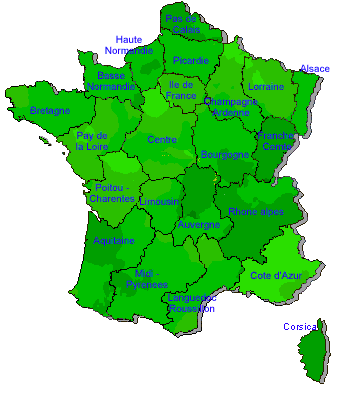 Pas de
Calais
Haute
Normandie
Picardie
Alsace
Basse
Normandie
Ile de
France
Lorraine
Champagne
Ardenne
Bretagne
Pay de
la Loire
Centre
Franche
Comte
Bourgogne
Poitou -
Charentes
Limousin
Rhone alpes
Auvergne
Aquitaine
Midi -
Pyrenees
Cote d'Azur
Languedoc
Roussillon
Corsica